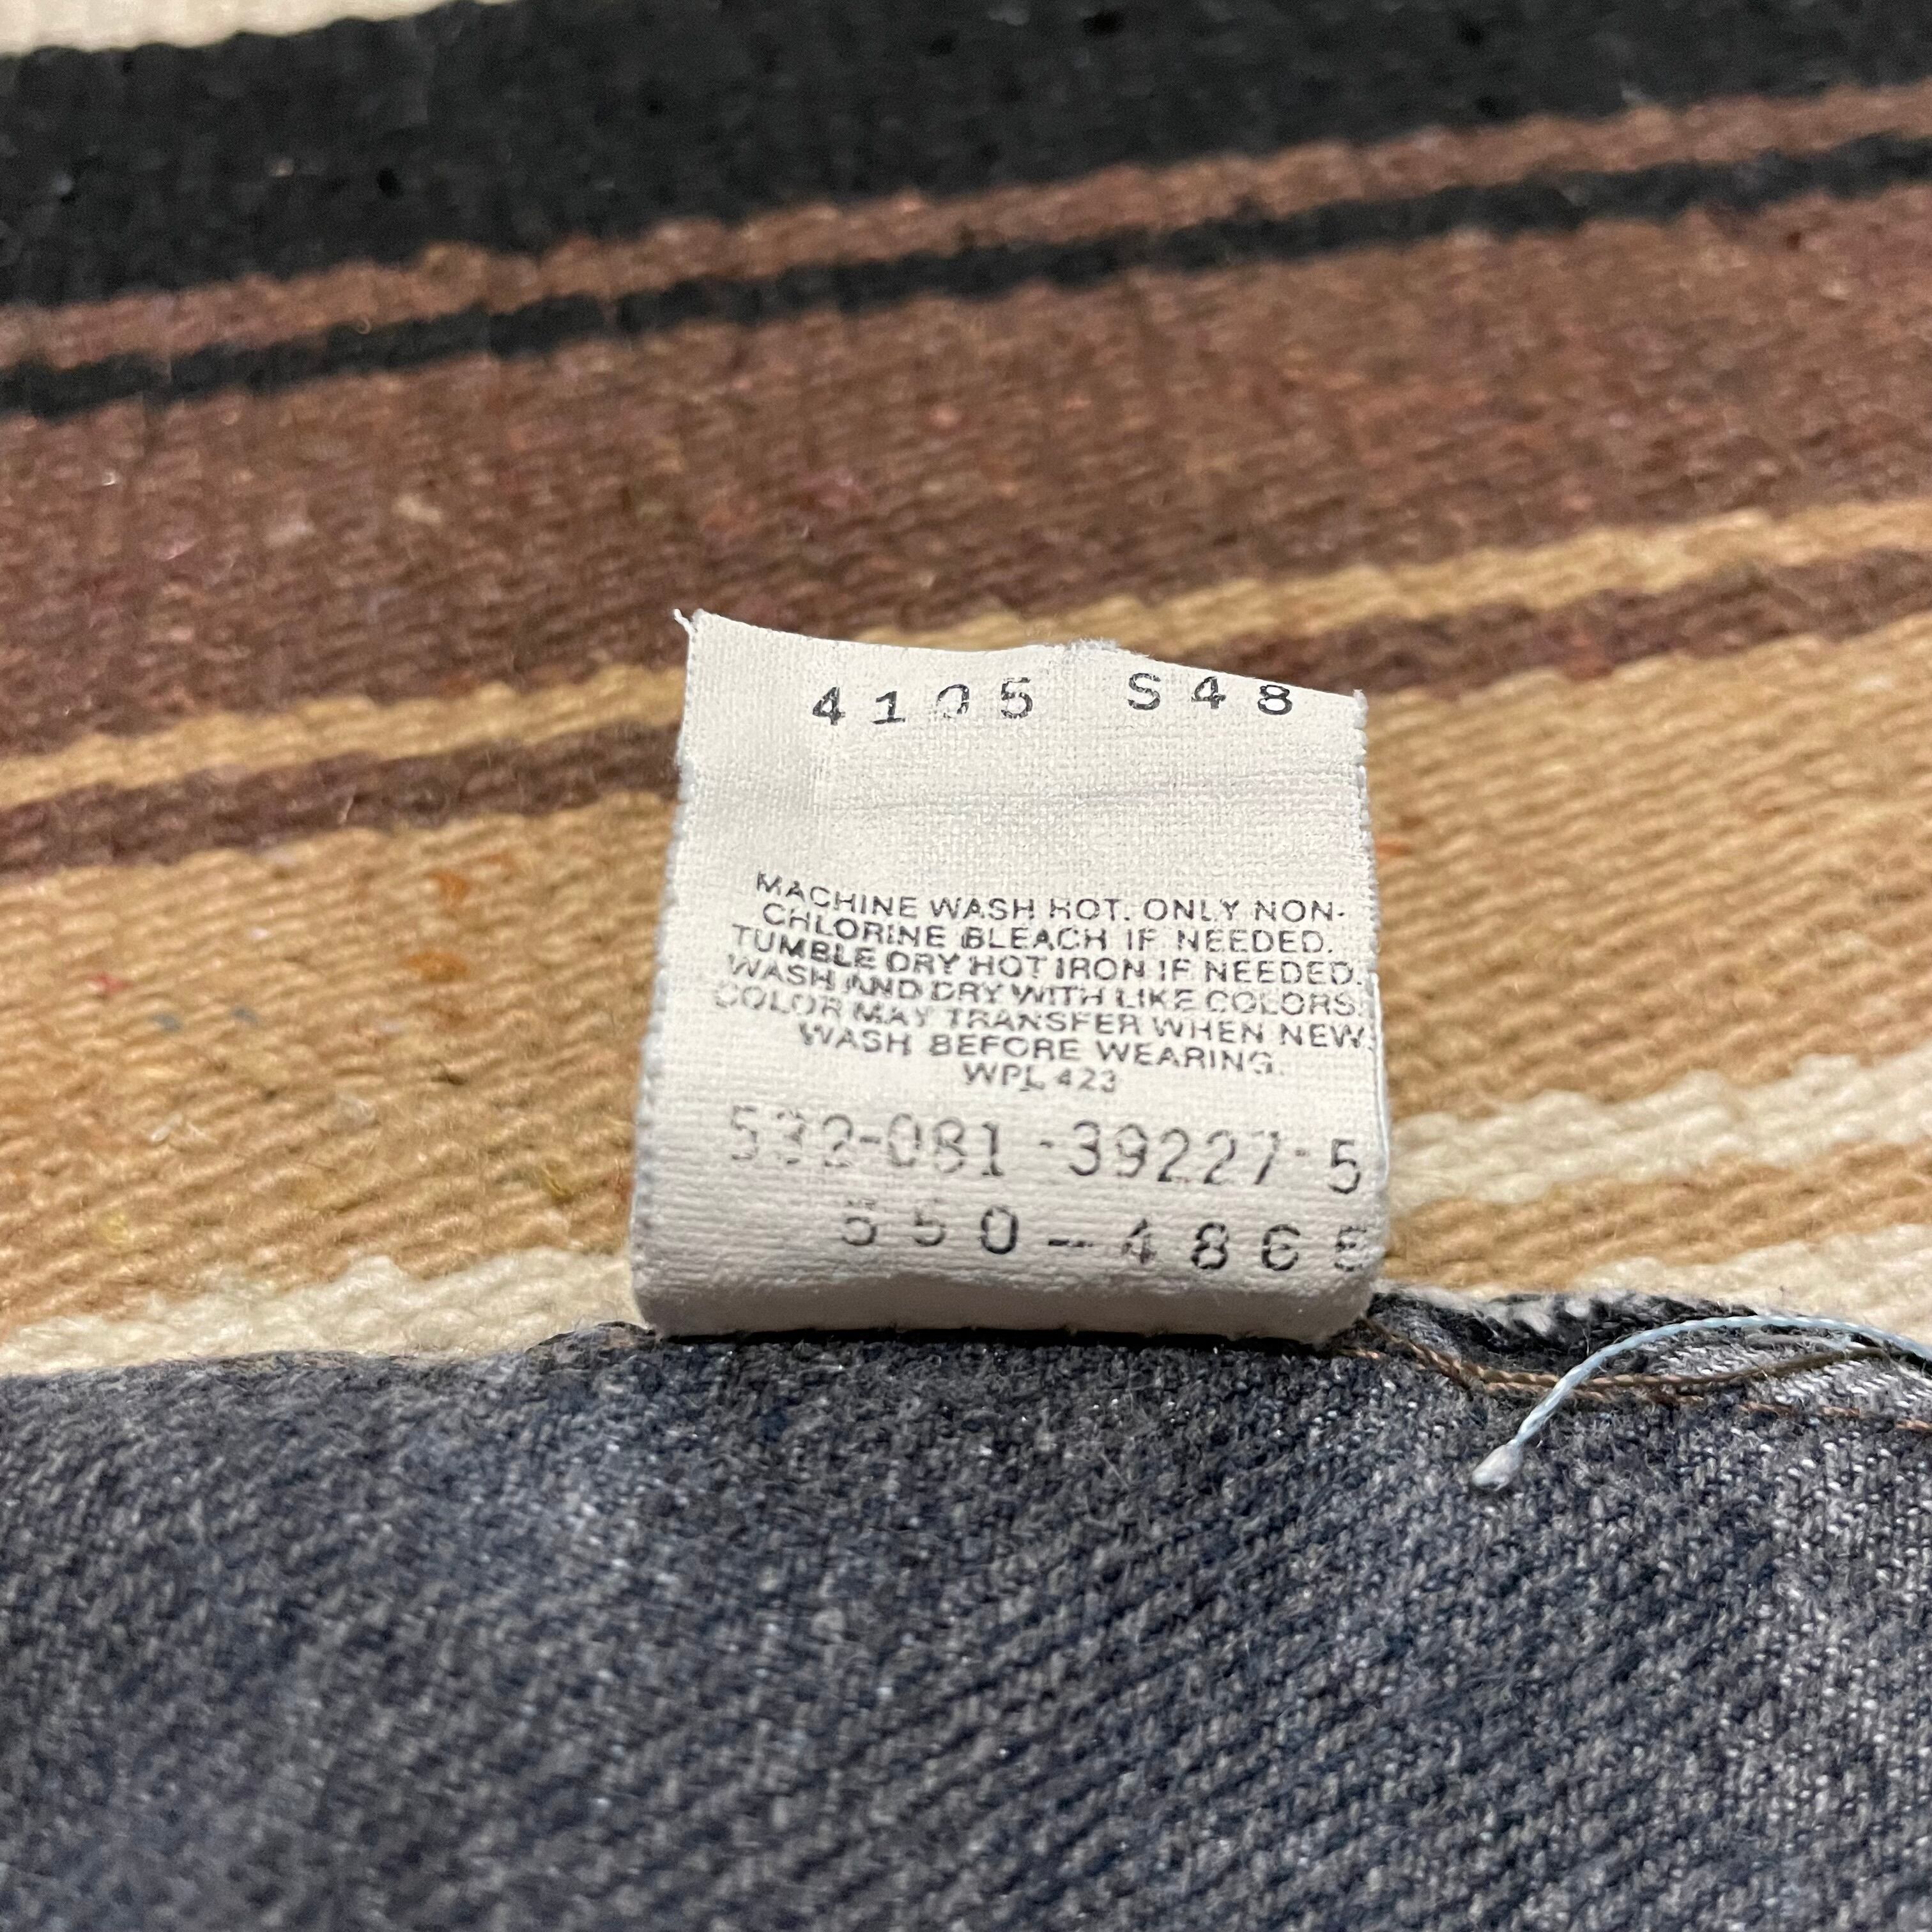 4105 S48
MACHINE WASH HOT. ONLY NON-
CHLORINE BLEACH IF NEEDED.
TUMBLE DRY HOT IRON IF NEEDED.
WASH AND DRY WITH LIKE COLORS.
COLOR MAY TRANSFER WHEN NEW.
WASH BEFORE WEARING.
WPL 423
532-081-39227-5
550-486